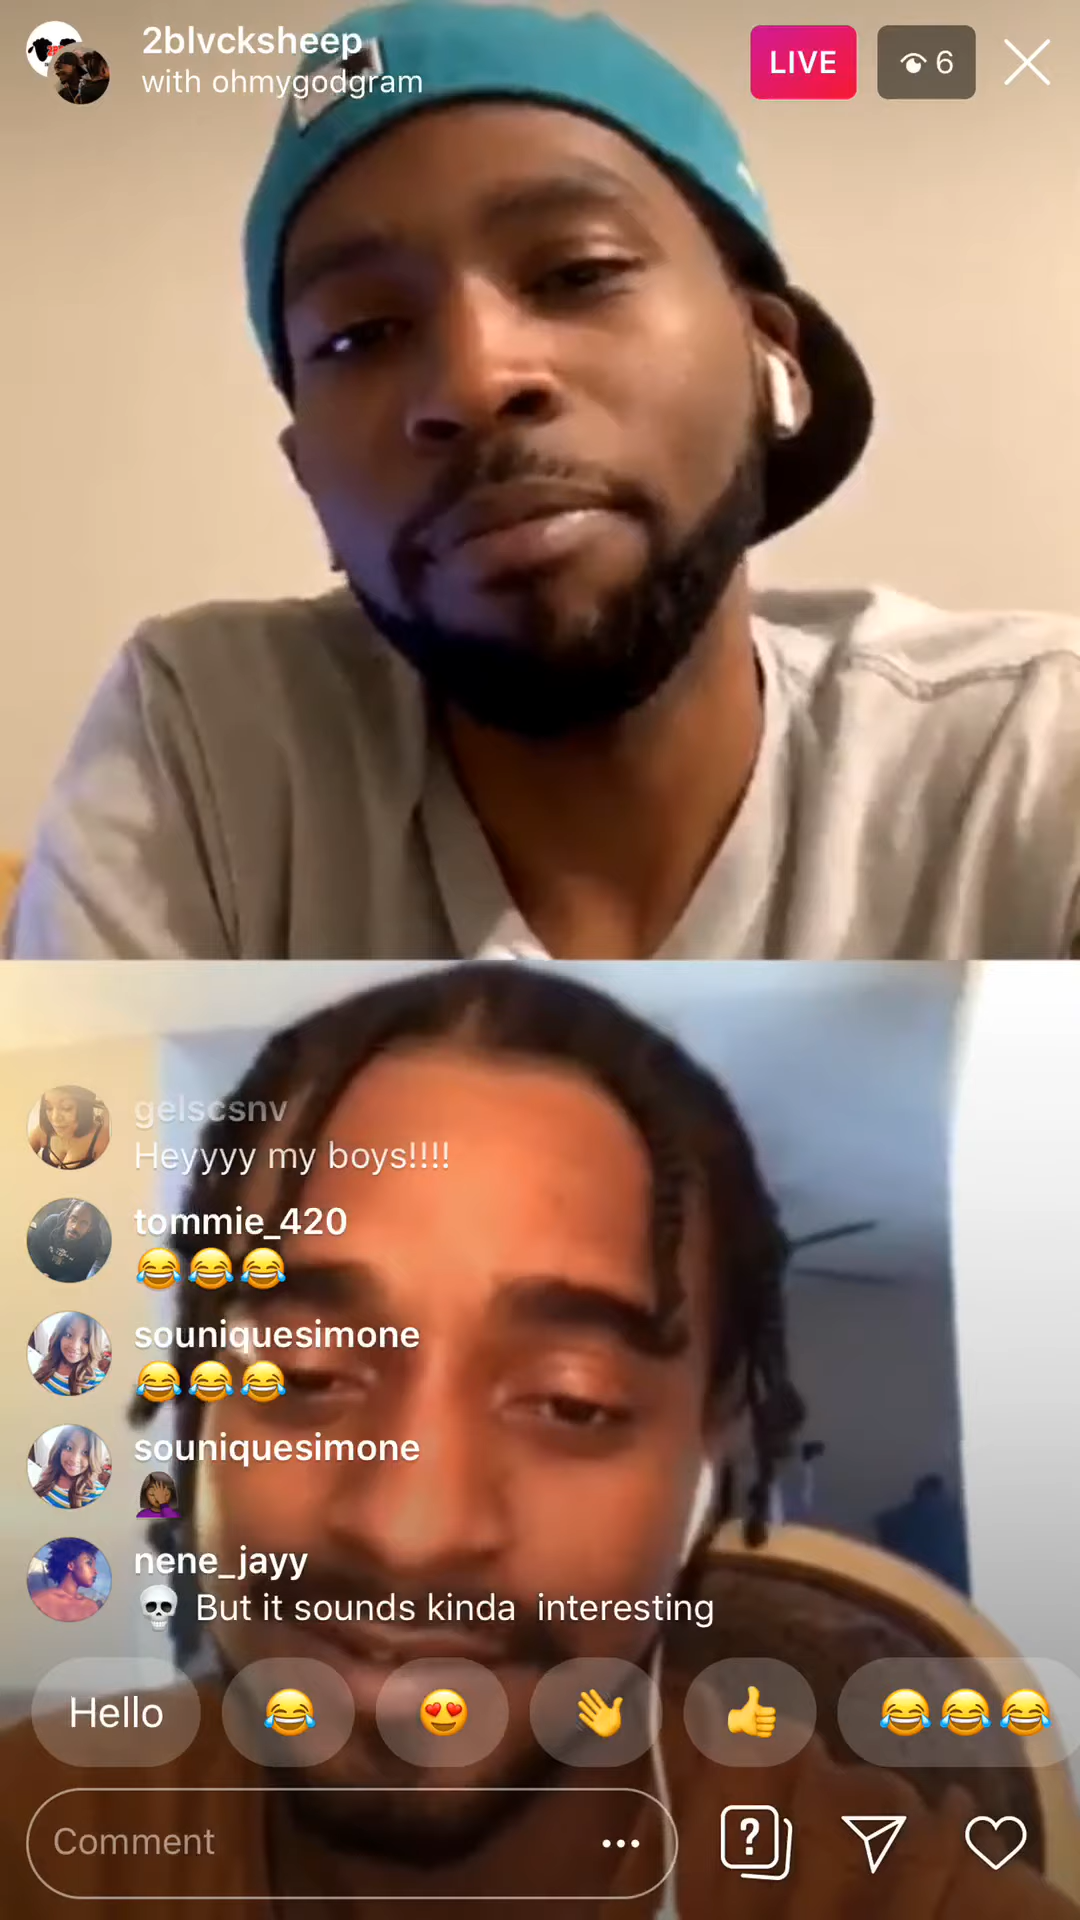 2blvcksheep
with ohmygodgram
LIVE
6
gelscsnv
Heyyyy my boys!!!!
tommie_420
😂😂😂
souniquesimone
😂😂😂
souniquesimone
🤦🏾‍♀️
nene_jayy
💀 But it sounds kinda  interesting
Hello 😂 😍 👋 👍 😂😂😂
Comment
?